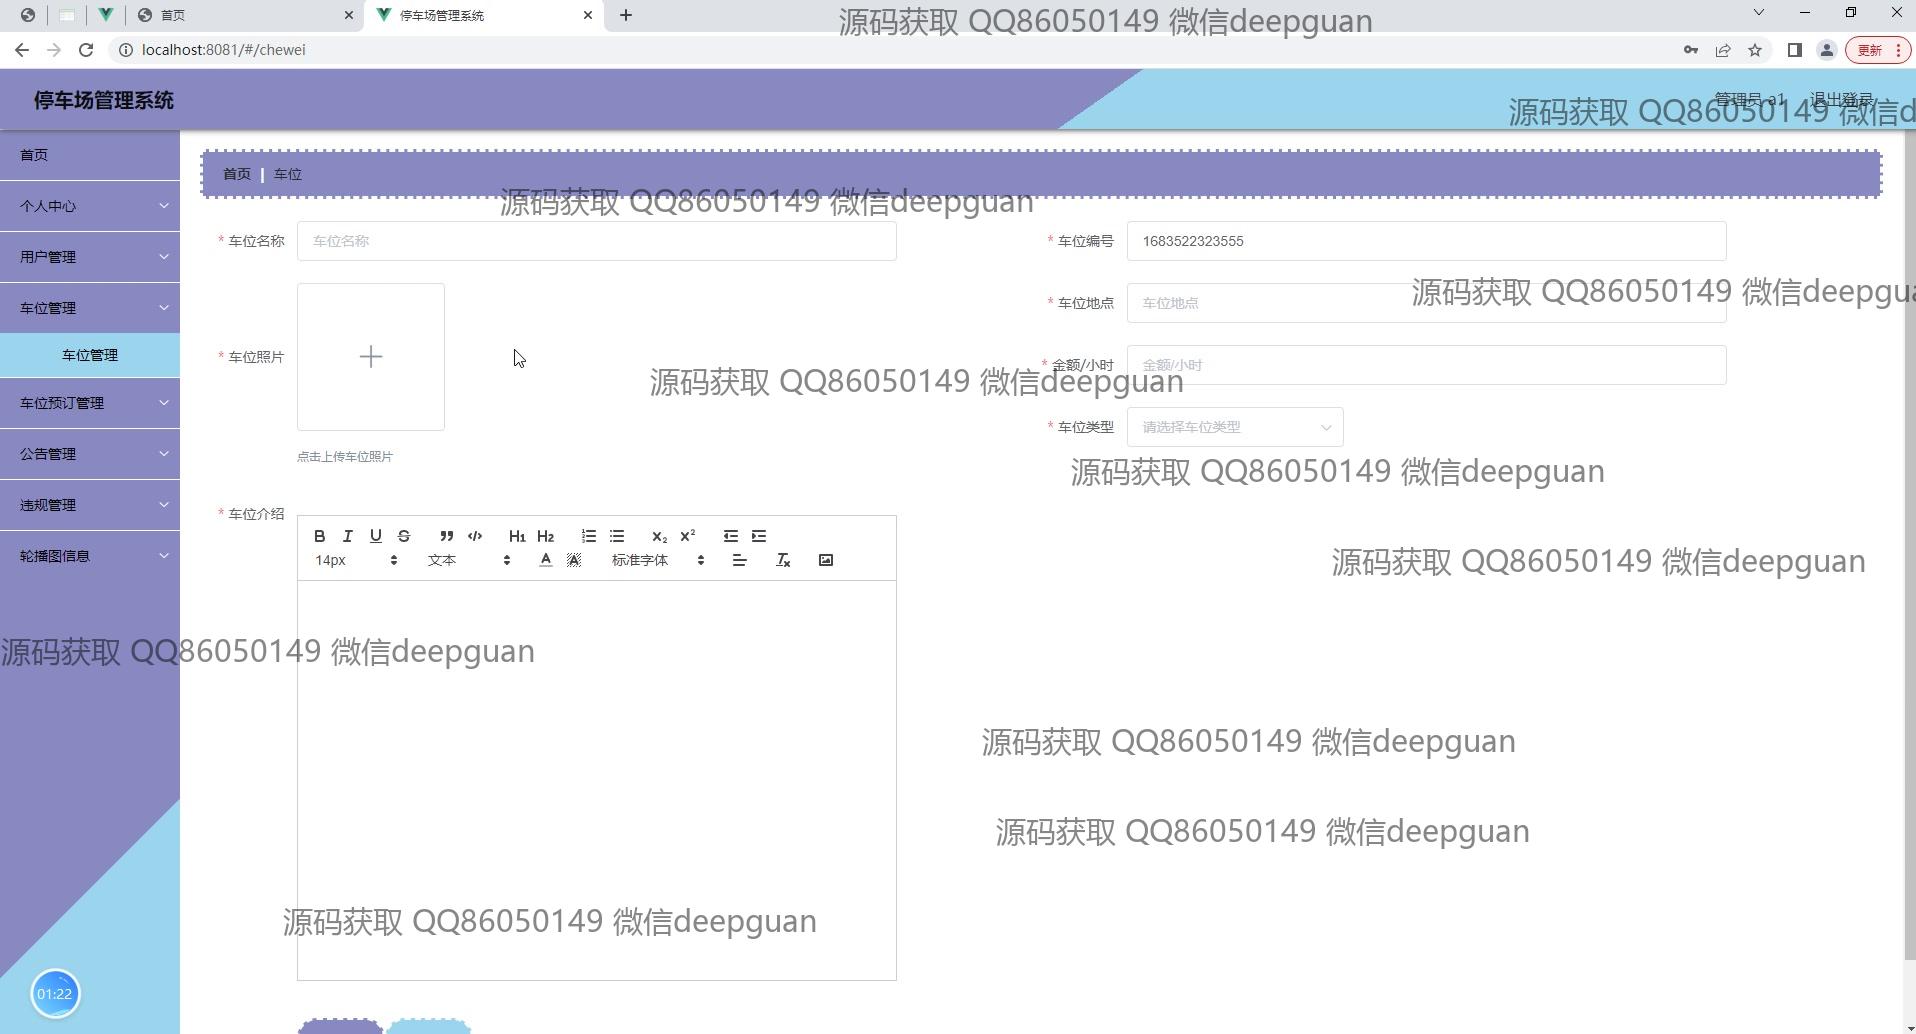 首页
停车场管理系统
源码获取 QQ86050149 微信deepguan
localhost:8081/#/chewei
更新
停车场管理系统
管理员 a1
退出登录
源码获取 QQ86050149 微信d
首页
首页 | 车位
个人中心
源码获取 QQ86050149 微信deepguan
用户管理
* 车位名称
车位名称
* 车位编号
1683522323555
车位管理
* 车位地点
车位地点
源码获取 QQ86050149 微信deepgu
车位管理
* 车位照片
* 金额/小时
金额/小时
源码获取 QQ86050149 微信deepguan
车位预订管理
* 车位类型
请选择车位类型
公告管理
点击上传车位照片
源码获取 QQ86050149 微信deepguan
违规管理
* 车位介绍
B I U S H1 H2 X2 X2
轮播图信息
14px 文本 A A 标准字体 Tx
源码获取 QQ86050149 微信deepguan
源码获取 QQ86050149 微信deepguan
源码获取 QQ86050149 微信deepguan
源码获取 QQ86050149 微信deepguan
源码获取 QQ86050149 微信deepguan
01:22